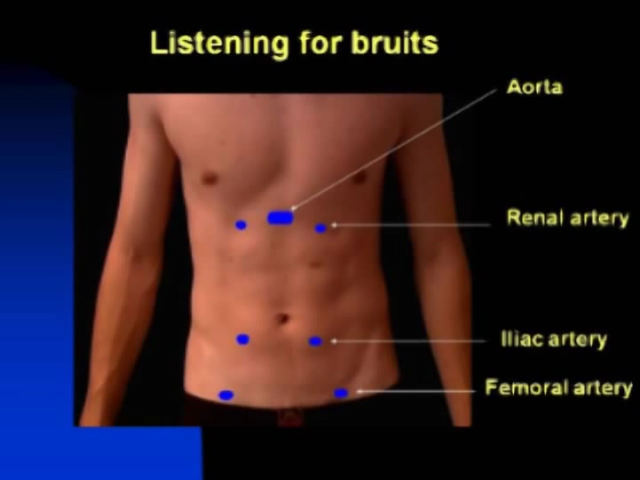 Listening for bruits
Aorta
Renal artery
Iliac artery
Femoral artery